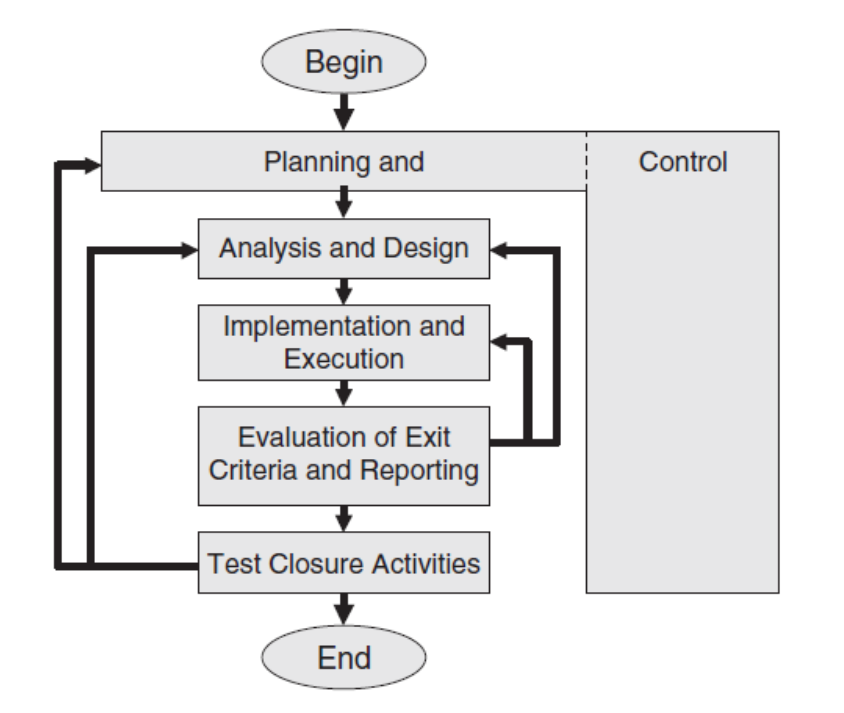 Begin
Planning and
Control
Analysis and Design
Implementation and
Execution
Evaluation of Exit
Criteria and Reporting
Test Closure Activities
End